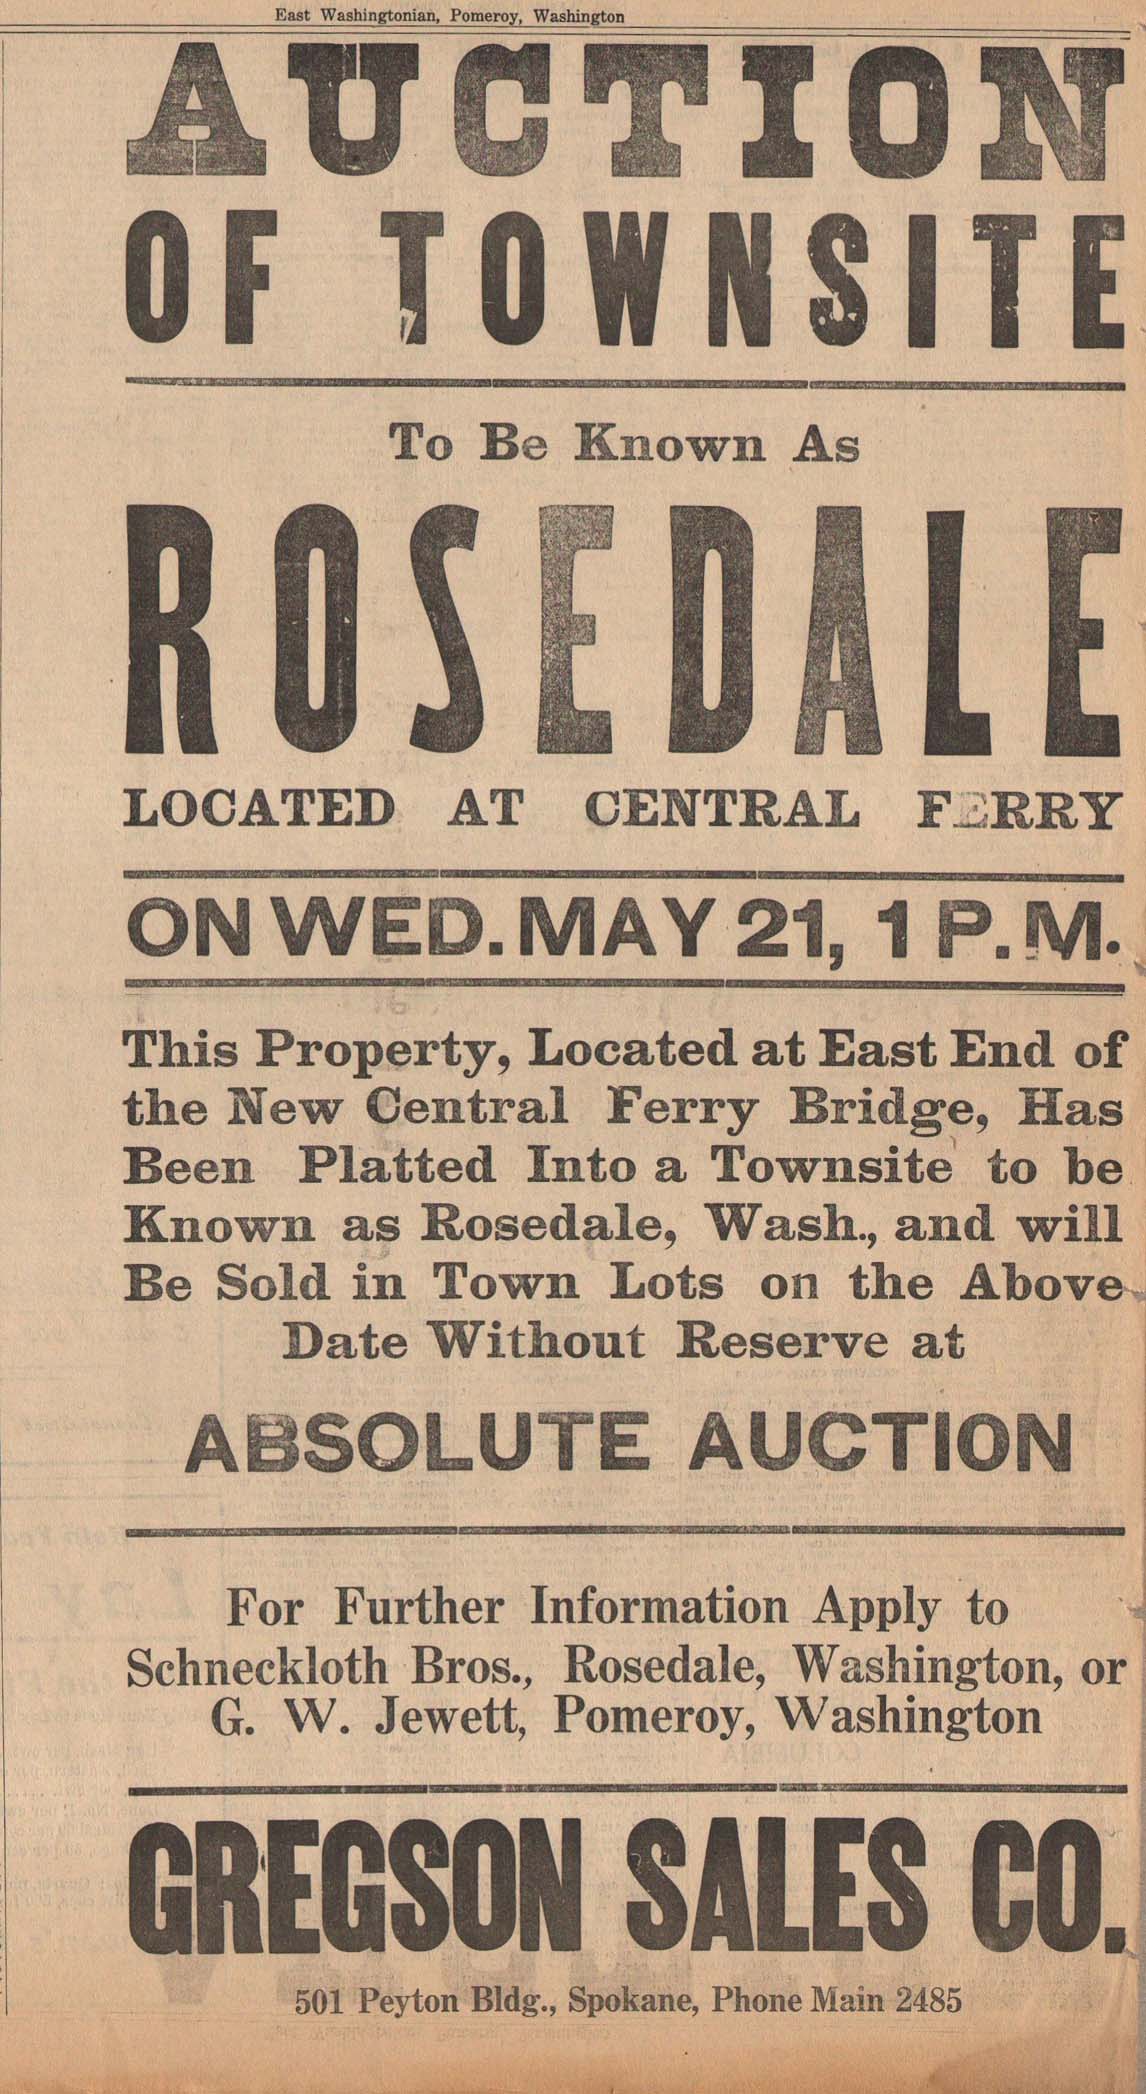 East Washingtonian, Pomeroy, Washington
AUCTION
OF TOWNSITE
To Be Known As
ROSEDALE
LOCATED AT CENTRAL FERRY
ON WED. MAY 21, 1 P. M.
This Property, Located at East End of
the New Central Ferry Bridge, Has
Been Platted Into a Townsite to be
Known as Rosedale, Wash., and will
Be Sold in Town Lots on the Above
Date Without Reserve at
ABSOLUTE AUCTION
For Further Information Apply to
Schneckloth Bros., Rosedale, Washington, or
G. W. Jewett, Pomeroy, Washington
GREGSON SALES CO.
501 Peyton Bldg., Spokane, Phone Main 2485